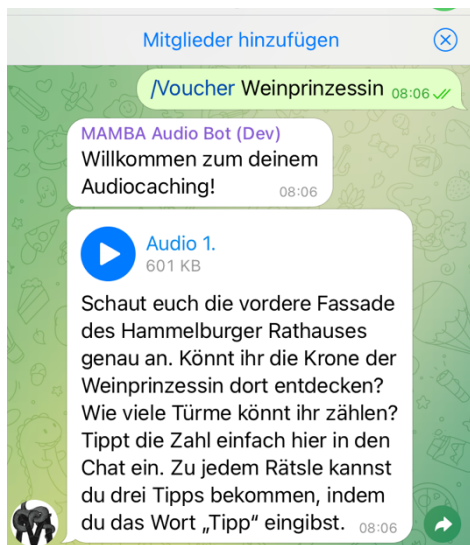 Mitglieder hinzufügen
/Voucher Weinprinzessin 08:06
MAMBA Audio Bot (Dev)
Willkommen zum deinem
Audiocaching! 08:06
Audio 1.
601 KB
Schaut euch die vordere Fassade
des Hammelburger Rathauses
genau an. Könnt ihr die Krone der
Weinprinzessin dort entdecken?
Wie viele Türme könnt ihr zählen?
Tippt die Zahl einfach hier in den
Chat ein. Zu jedem Rätsle kannst
du drei Tipps bekommen, indem
du das Wort „Tipp“ eingibst. 08:06